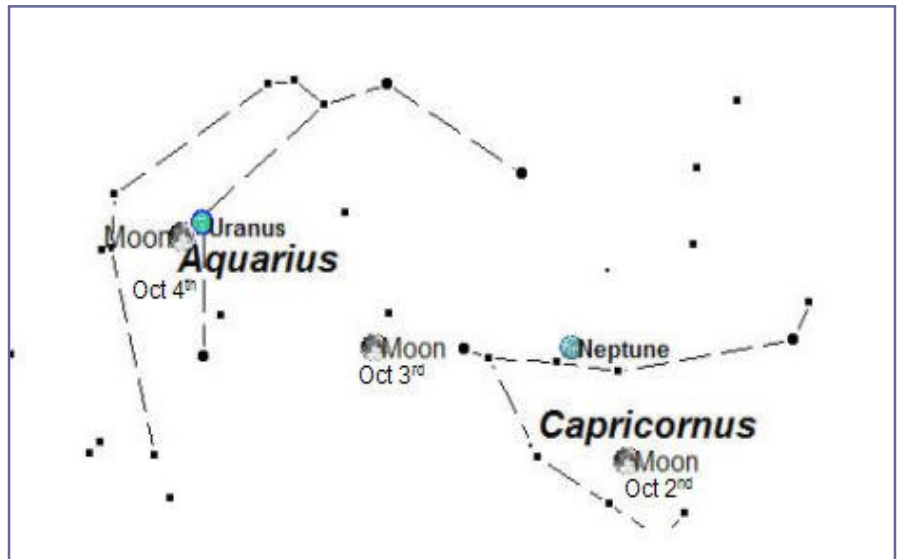 Moon
Uranus
Aquarius
Oct 4th
Moon
Oct 3rd
Neptune
Capricornus
Moon
Oct 2nd